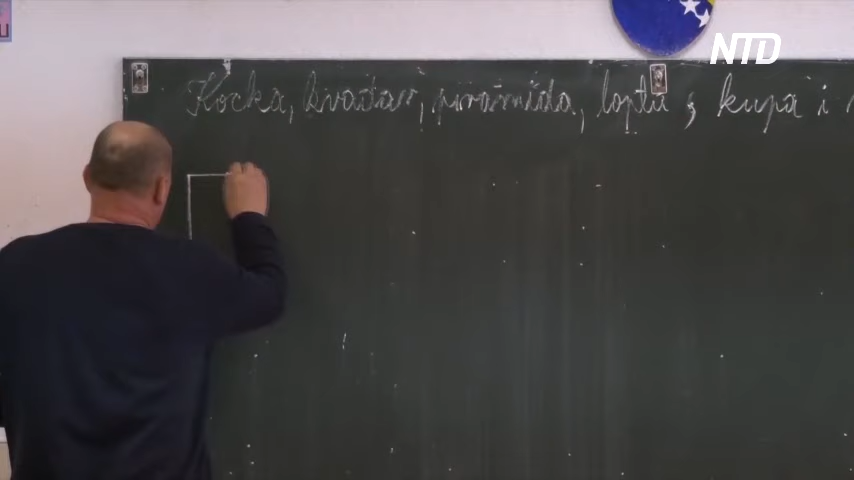 NTD
Kocka, kvadar, piramida, lopta, kupa i